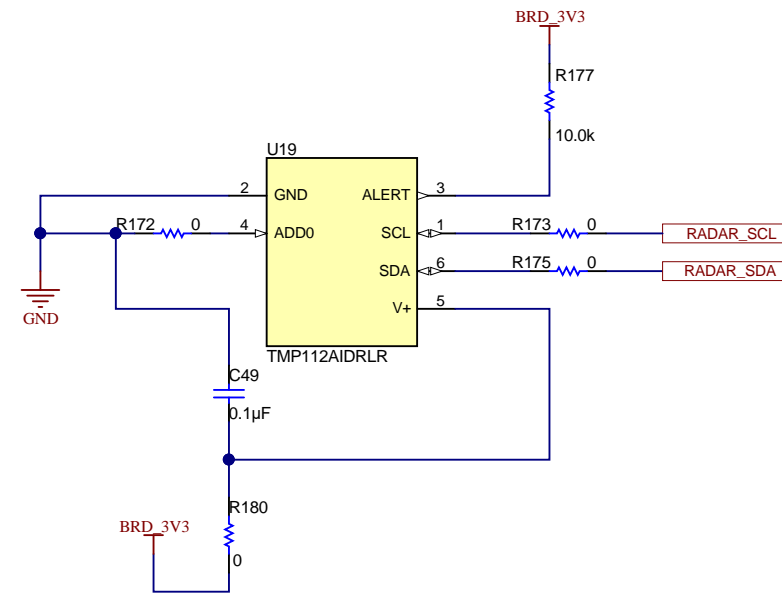 BRD_3V3
R177
10.0k
U19
2 GND ALERT 3
R172 0 4 ADD0 SCL 1 R173 0 RADAR_SCL
SDA 6 R175 0 RADAR_SDA
V+ 5
GND
TMP112AIDRLR
C49
0.1µF
R180
BRD_3V3
0